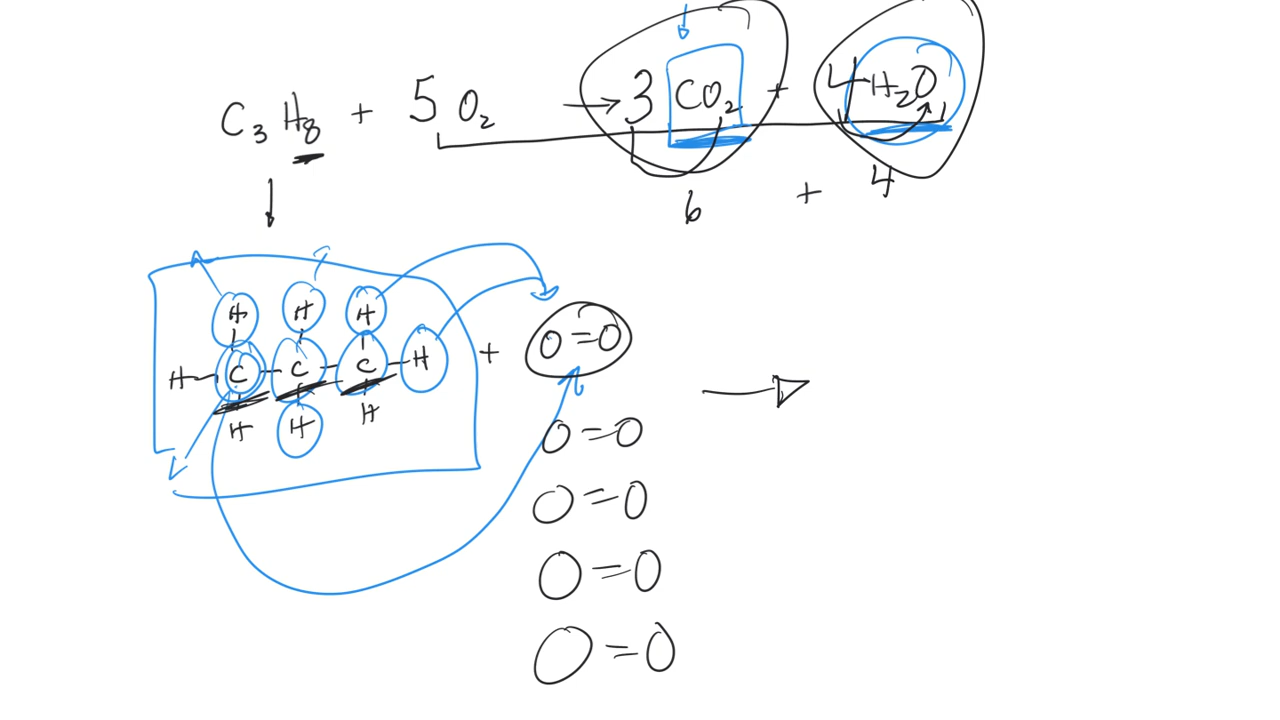 C₃H₈ + 5 O₂ → 3 CO₂ + 4 H₂O
6 + 4
H H H
H - C - C - C - H + O = O
H H H
O = O
O = O
O = O
O = O